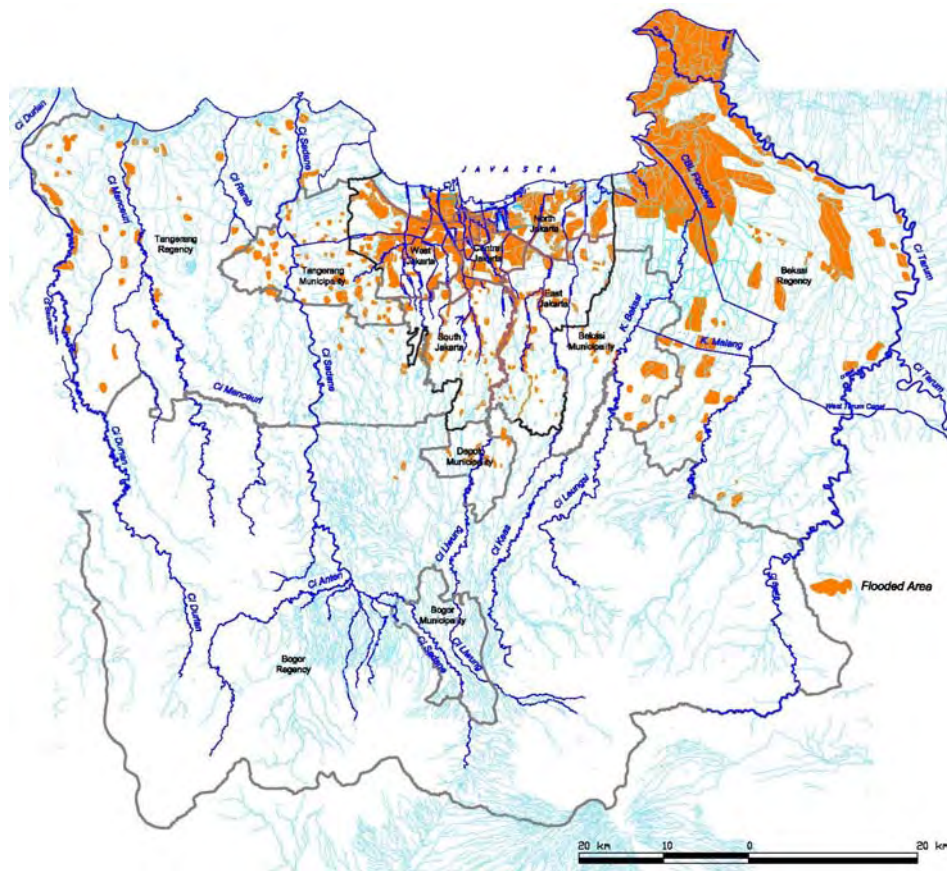 Ci Durian
Ci Manceuri
Ci Rarab
Ci Sadane
JAVA SEA
CBL Floodway
Tangerang
Regency
Tangerang
Municipality
West
Jakarta
Central
Jakarta
North
Jakarta
East
Jakarta
South
Jakarta
Bekasi
Municipality
K. Bekasi
Bekasi
Regency
Ci Tarum
K. Malang
Ci Tarum
West Tarum Canal
Ci Sadane
Ci Manceuri
Ci Durian
Depok
Municipality
Ci Liwung
Ci Keas
Ci Leungsi
Ci Anten
Ci Durian
Bogor
Municipality
Ci Sadane
Ci Liwung
Bogor
Regency
Flooded Area
20 km
10
0
20 km